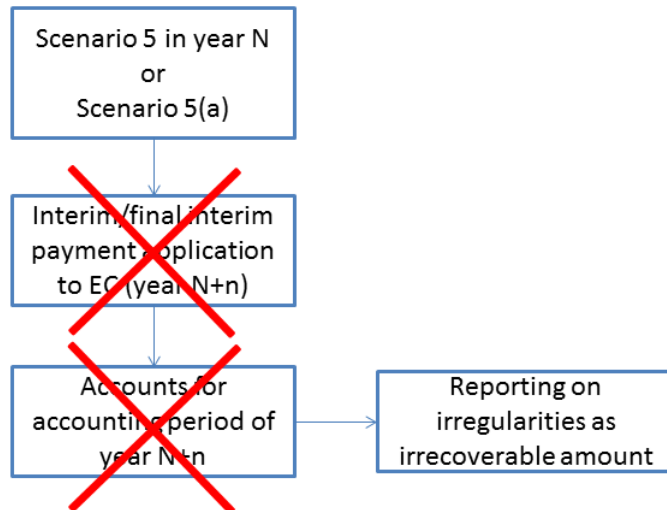 Scenario 5 in year N
or
Scenario 5(a)
Interim/final interim
payment application
to EC (year N+n)
Accounts for
accounting period of
year N+n
Reporting on
irregularities as
irrecoverable amount